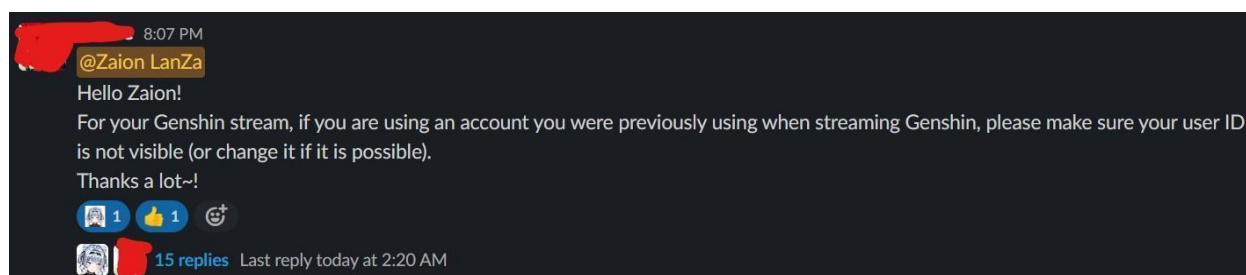 8:07 PM
@Zaion LanZa
Hello Zaion!
For your Genshin stream, if you are using an account you were previously using when streaming Genshin, please make sure your user ID
is not visible (or change it if it is possible).
Thanks a lot~!
1 👍 1
15 replies Last reply today at 2:20 AM